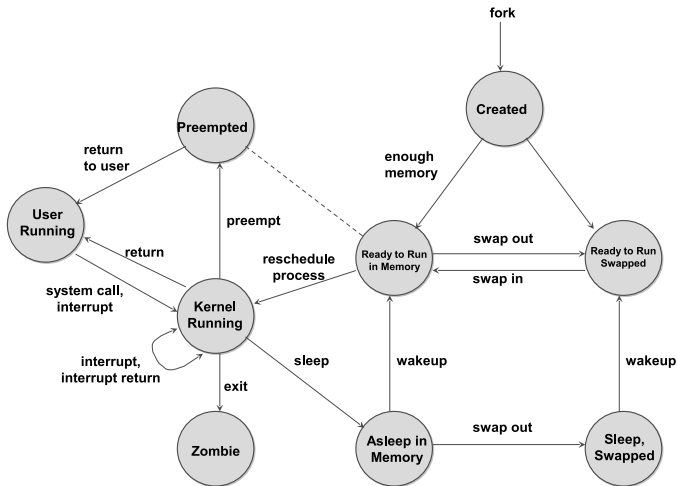 fork
Created
Preempted
enough
memory
return
to user
User
Running
preempt
return
Ready to Run
in Memory
swap out
Ready to Run
Swapped
reschedule
process
swap in
system call,
interrupt
Kernel
Running
interrupt,
interrupt return
sleep
wakeup
wakeup
exit
Zombie
Asleep in
Memory
swap out
Sleep,
Swapped